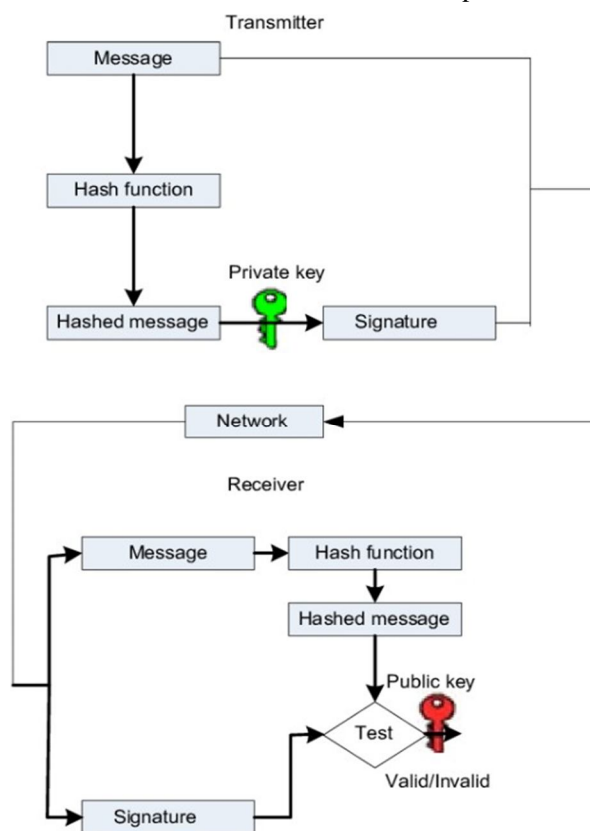 Transmitter
Message
Hash function
Private key
Hashed message
Signature
Network
Receiver
Message
Hash function
Hashed message
Public key
Test
Valid/Invalid
Signature